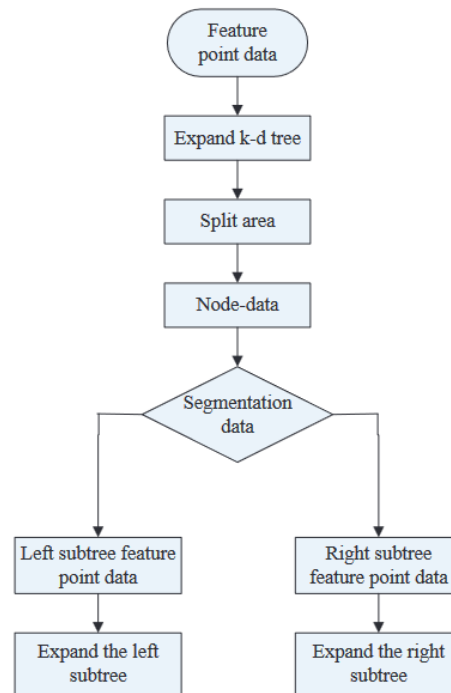 Feature
point data
Expand k-d tree
Split area
Node-data
Segmentation
data
Left subtree feature
point data
Right subtree
feature point data
Expand the left
subtree
Expand the right
subtree